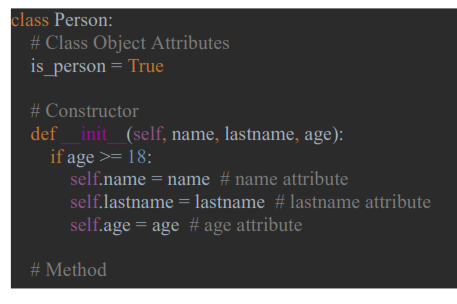 class Person:
    # Class Object Attributes
    is_person = True

    # Constructor
    def __init__(self, name, lastname, age):
        if age >= 18:
            self.name = name  # name attribute
            self.lastname = lastname  # lastname attribute
            self.age = age  # age attribute

    # Method